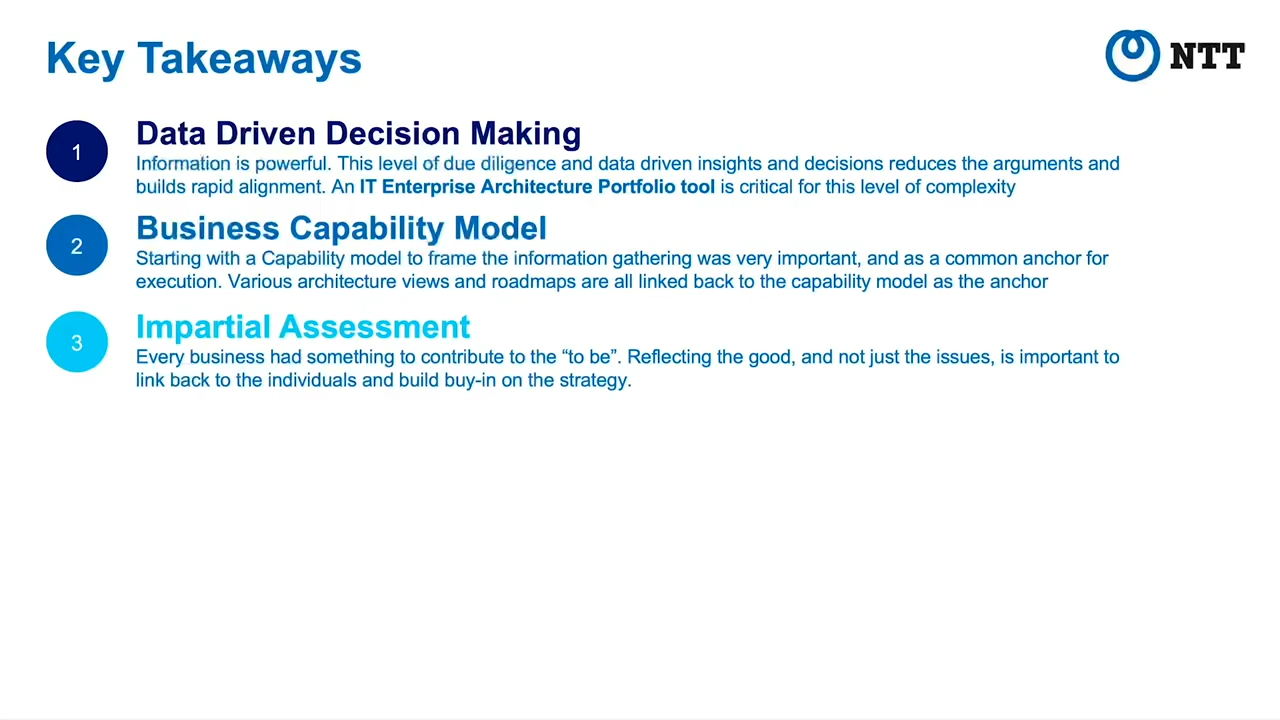 Key Takeaways
NTT
1
Data Driven Decision Making
Information is powerful. This level of due diligence and data driven insights and decisions reduces the arguments and
builds rapid alignment. An IT Enterprise Architecture Portfolio tool is critical for this level of complexity
2
Business Capability Model
Starting with a Capability model to frame the information gathering was very important, and as a common anchor for
execution. Various architecture views and roadmaps are all linked back to the capability model as the anchor
3
Impartial Assessment
Every business had something to contribute to the “to be”. Reflecting the good, and not just the issues, is important to
link back to the individuals and build buy-in on the strategy.